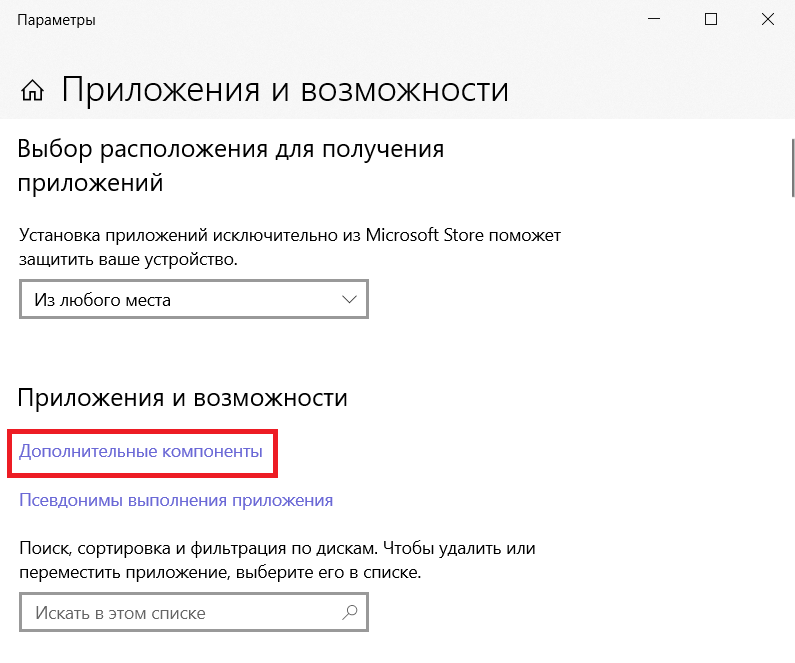 Параметры
Приложения и возможности
Выбор расположения для получения
приложений
Установка приложений исключительно из Microsoft Store поможет
защитить ваше устройство.
Из любого места
Приложения и возможности
Дополнительные компоненты
Псевдонимы выполнения приложения
Поиск, сортировка и фильтрация по дискам. Чтобы удалить или
переместить приложение, выберите его в списке.
Искать в этом списке